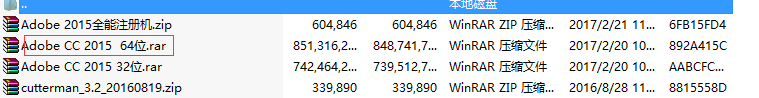 ..
本地磁盘
Adobe 2015全能注册机.zip 604,846 604,846 WinRAR ZIP 压缩... 2017/2/21 11... 6FB15FD4
Adobe CC 2015 64位.rar 851,316,2... 848,741,7... WinRAR 压缩文件 2017/2/20 11... 892A415C
Adobe CC 2015 32位.rar 742,464,2... 739,512,7... WinRAR 压缩文件 2017/2/20 11... AABCFC...
cutterman_3.2_20160819.zip 339,890 339,890 WinRAR ZIP 压缩... 2016/8/28 11... 8815558D